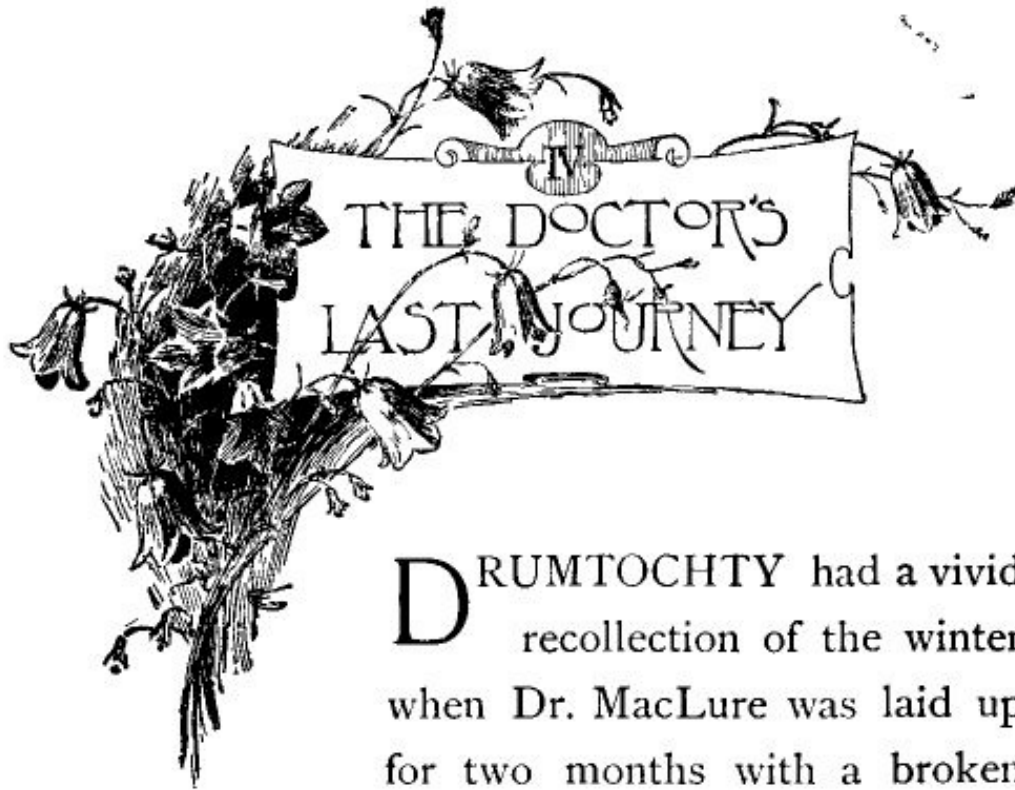 IV
THE DOCTOR'S
LAST JOURNEY
DRUMTOCHTY had a vivid
recollection of the winter
when Dr. MacLure was laid up
for two months with a broken